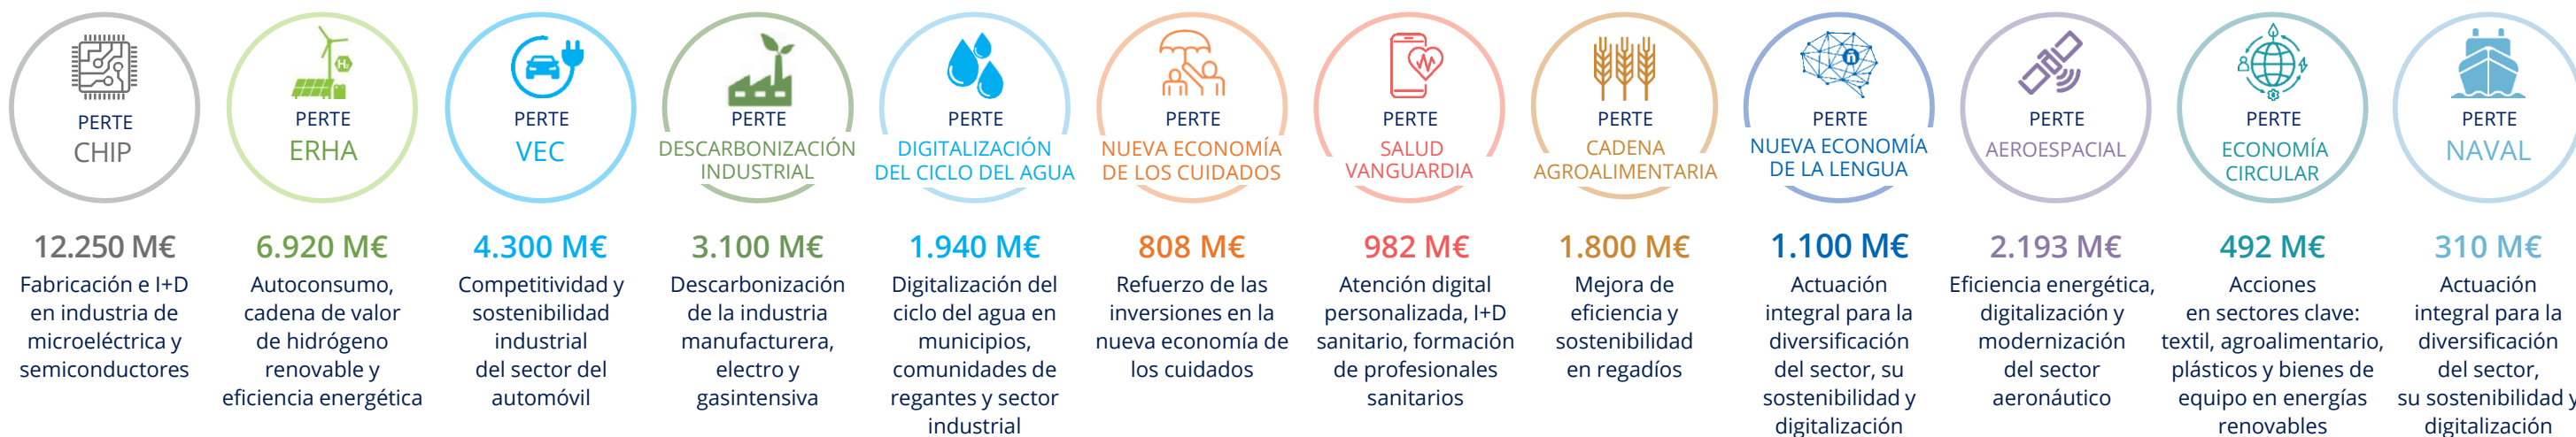 PERTE
CHIP
12.250 M€
Fabricación e I+D
en industria de
microeléctrica y
semiconductores
H₂
PERTE
ERHA
6.920 M€
Autoconsumo,
cadena de valor
de hidrógeno
renovable y
eficiencia energética
PERTE
VEC
4.300 M€
Competitividad y
sostenibilidad
industrial
del sector del
automóvil
PERTE
DESCARBONIZACIÓN
INDUSTRIAL
3.100 M€
Descarbonización
de la industria
manufacturera,
electro y
gasintensiva
PERTE
DIGITALIZACIÓN
DEL CICLO DEL AGUA
1.940 M€
Digitalización del
ciclo del agua en
municipios,
comunidades de
regantes y sector
industrial
PERTE
NUEVA ECONOMÍA
DE LOS CUIDADOS
808 M€
Refuerzo de las
inversiones en la
nueva economía de
los cuidados
PERTE
SALUD
VANGUARDIA
982 M€
Atención digital
personalizada, I+D
sanitario, formación
de profesionales
sanitarios
PERTE
CADENA
AGROALIMENTARIA
1.800 M€
Mejora de
eficiencia y
sostenibilidad
en regadíos
ñ
PERTE
NUEVA ECONOMÍA
DE LA LENGUA
1.100 M€
Actuación
integral para la
diversificación
del sector, su
sostenibilidad y
digitalización
PERTE
AEROESPACIAL
2.193 M€
Eficiencia energética,
digitalización y
modernización
del sector
aeronáutico
PERTE
ECONOMÍA
CIRCULAR
492 M€
Acciones
en sectores clave:
textil, agroalimentario,
plásticos y bienes de
equipo en energías
renovables
PERTE
NAVAL
310 M€
Actuación
integral para la
diversificación
del sector,
su sostenibilidad y
digitalización